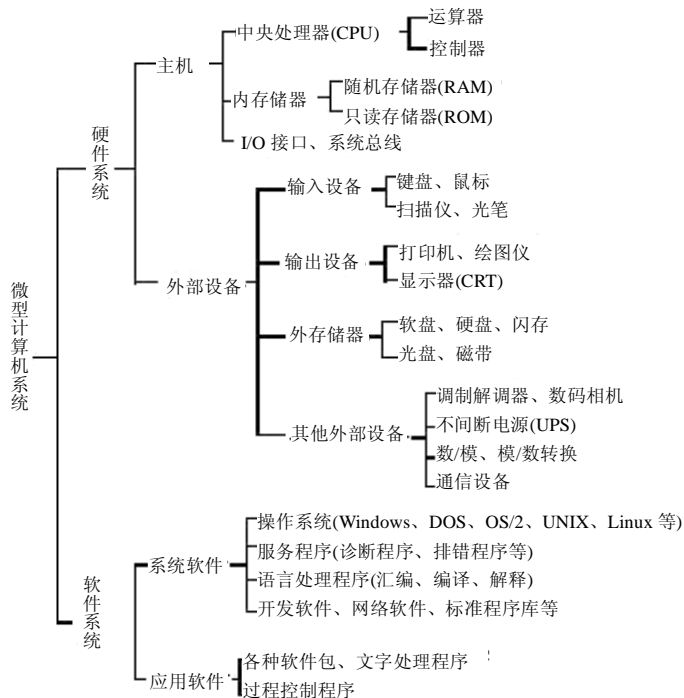 微型计算机系统
硬件系统
主机
中央处理器(CPU)
运算器
控制器
内存储器
随机存储器(RAM)
只读存储器(ROM)
I/O 接口、系统总线
外部设备
输入设备
键盘、鼠标
扫描仪、光笔
输出设备
打印机、绘图仪
显示器(CRT)
外存储器
软盘、硬盘、闪存
光盘、磁带
其他外部设备
调制解调器、数码相机
不间断电源(UPS)
数/模、模/数转换
通信设备
软件系统
系统软件
操作系统(Windows、DOS、OS/2、UNIX、Linux 等)
服务程序(诊断程序、排错程序等)
语言处理程序(汇编、编译、解释)
开发软件、网络软件、标准程序库等
应用软件
各种软件包、文字处理程序
过程控制程序